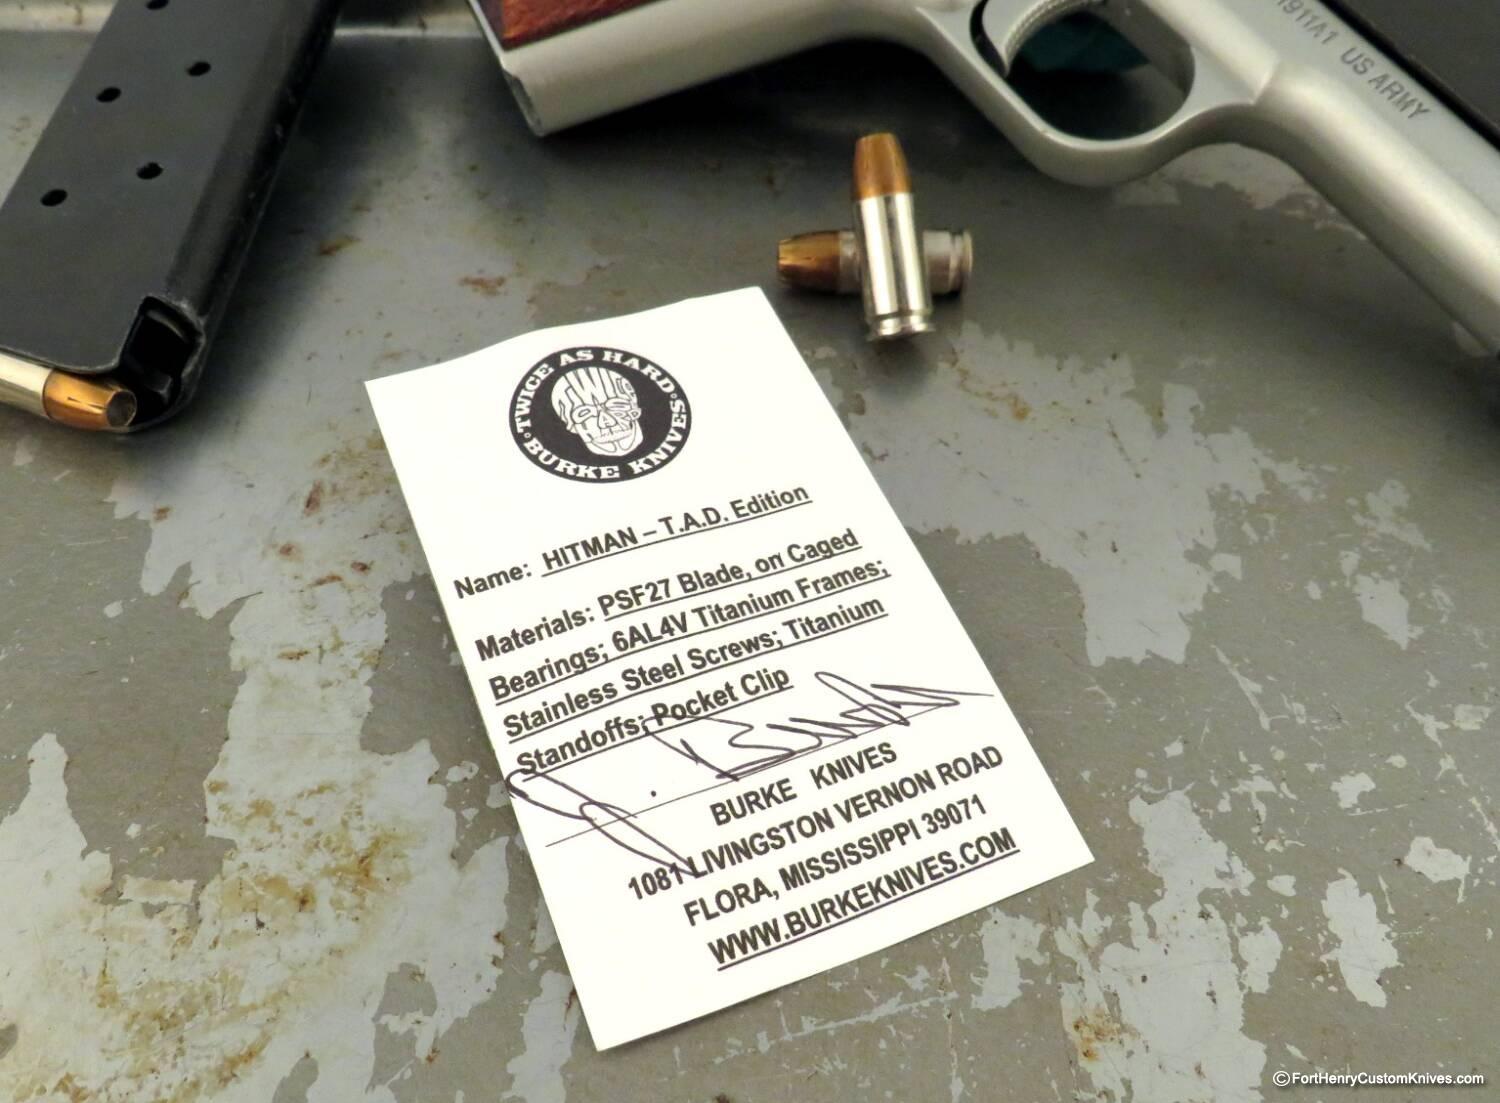 1911A1 US ARMY
TWICE AS HARD
BURKE KNIVES
Name: HITMAN – T.A.D. Edition
Materials: PSF27 Blade, on Caged
Bearings; 6AL4V Titanium Frames;
Stainless Steel Screws; Titanium
Standoffs; Pocket Clip
J. Burke
BURKE KNIVES
1081 LIVINGSTON VERNON ROAD
FLORA, MISSISSIPPI 39071
WWW.BURKEKNIVES.COM
©FortHenryCustomKnives.com